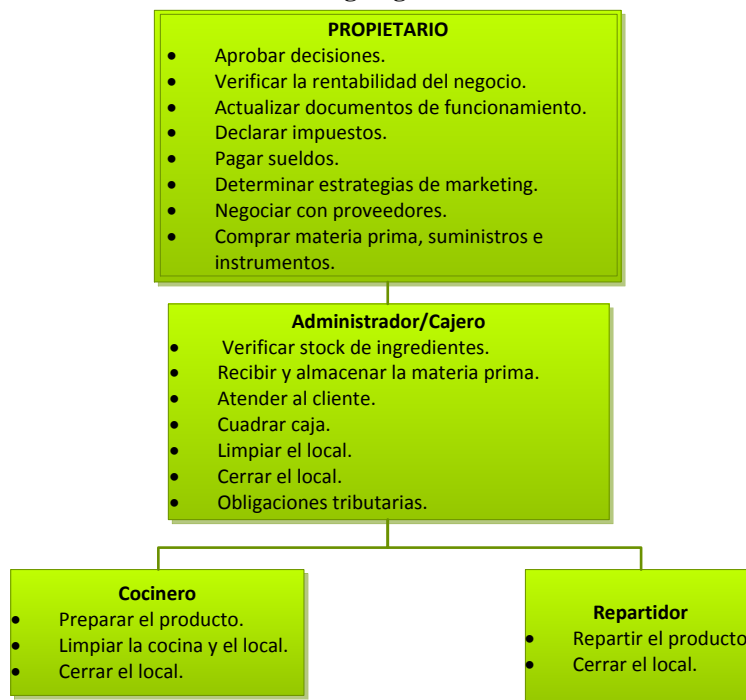 PROPIETARIO
• Aprobar decisiones.
• Verificar la rentabilidad del negocio.
• Actualizar documentos de funcionamiento.
• Declarar impuestos.
• Pagar sueldos.
• Determinar estrategias de marketing.
• Negociar con proveedores.
• Comprar materia prima, suministros e
instrumentos.
Administrador/Cajero
• Verificar stock de ingredientes.
• Recibir y almacenar la materia prima.
• Atender al cliente.
• Cuadrar caja.
• Limpiar el local.
• Cerrar el local.
• Obligaciones tributarias.
Cocinero
• Preparar el producto.
• Limpiar la cocina y el local.
• Cerrar el local.
Repartidor
• Repartir el producto
• Cerrar el local.